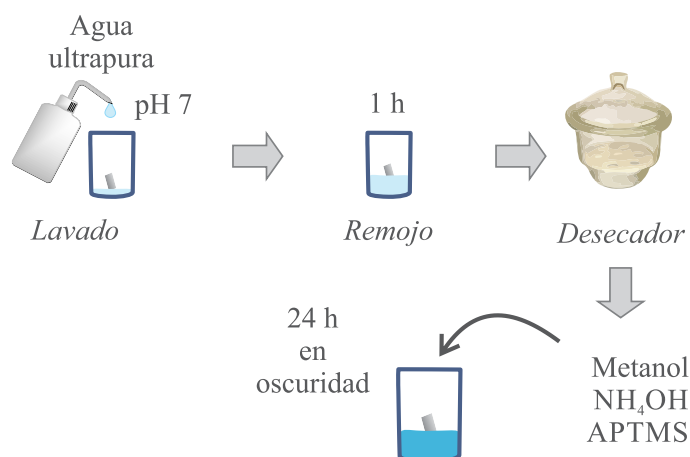 Agua
ultrapura
pH 7
1 h
Lavado
Remojo
Desecador
24 h
en
oscuridad
Metanol
NH₄OH
APTMS